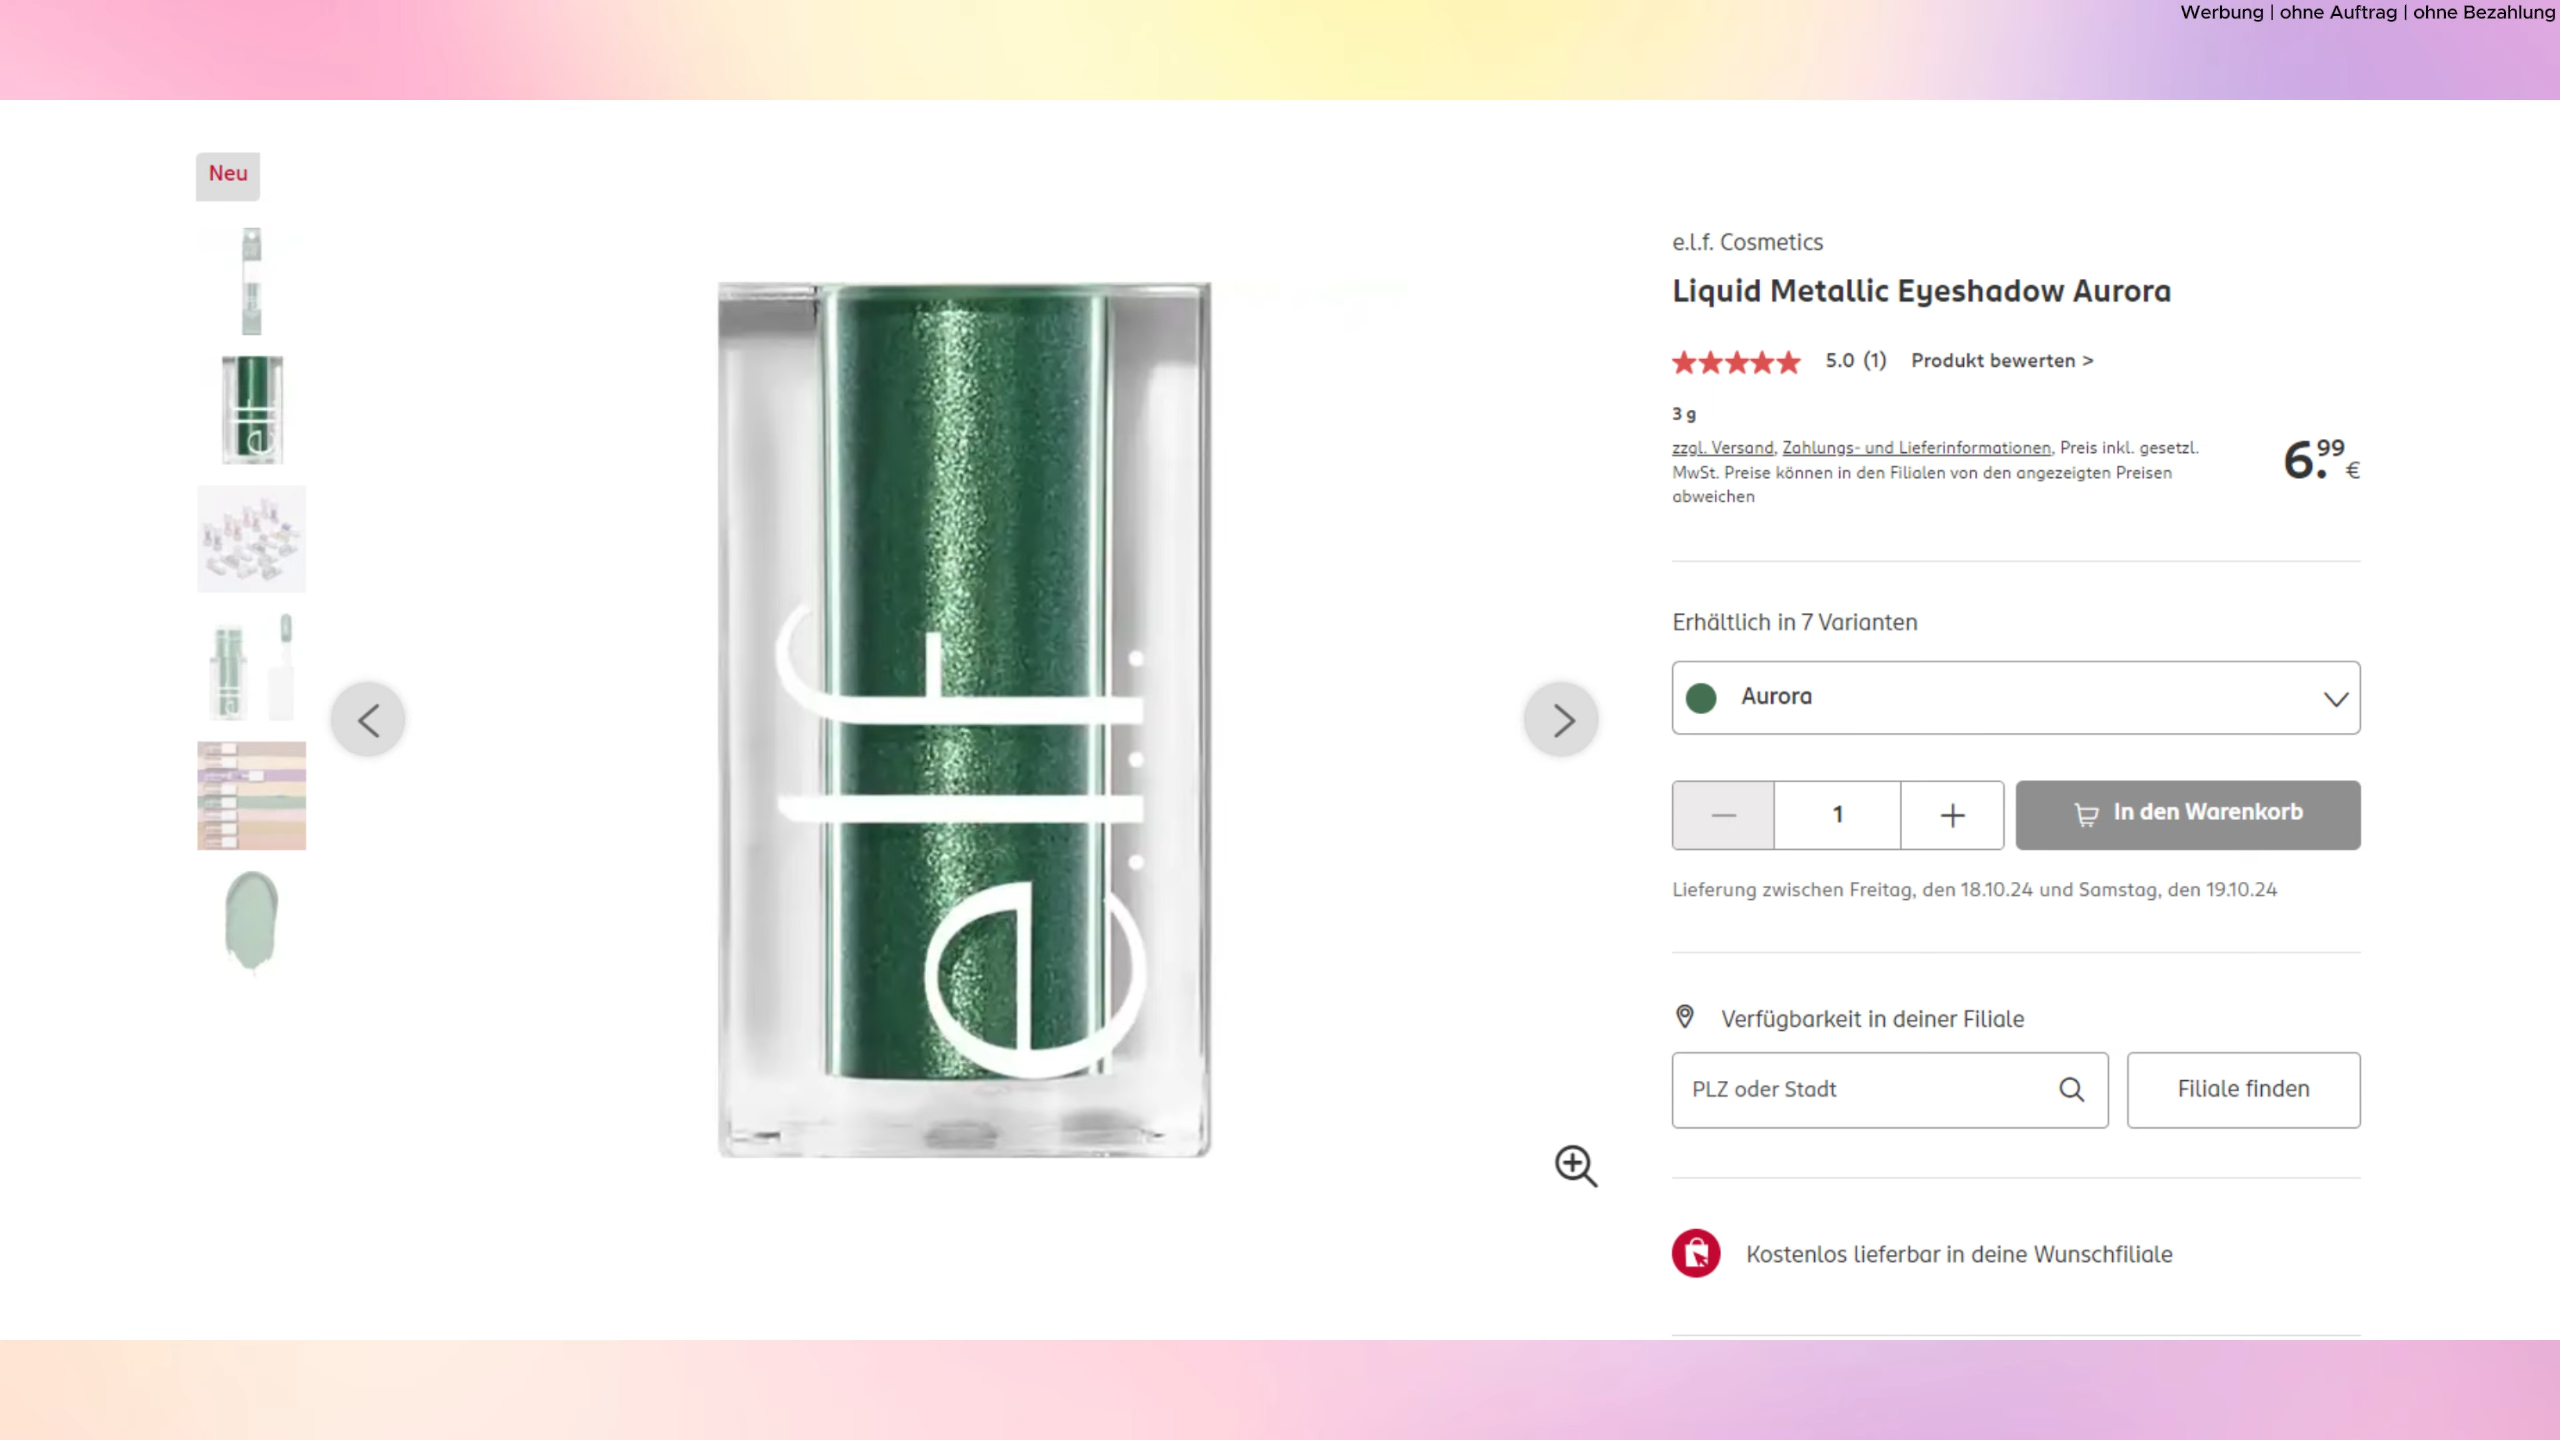 Werbung | ohne Auftrag | ohne Bezahlung
Neu
e.l.f.
e.l.f. Cosmetics
Liquid Metallic Eyeshadow Aurora
5.0 (1) Produkt bewerten >
3 g
zzgl. Versand, Zahlungs- und Lieferinformationen, Preis inkl. gesetzl.
MwSt. Preise können in den Filialen von den angezeigten Preisen
abweichen
6.99 €
Erhältlich in 7 Varianten
Aurora
1
In den Warenkorb
Lieferung zwischen Freitag, den 18.10.24 und Samstag, den 19.10.24
Verfügbarkeit in deiner Filiale
PLZ oder Stadt
Filiale finden
Kostenlos lieferbar in deine Wunschfiliale